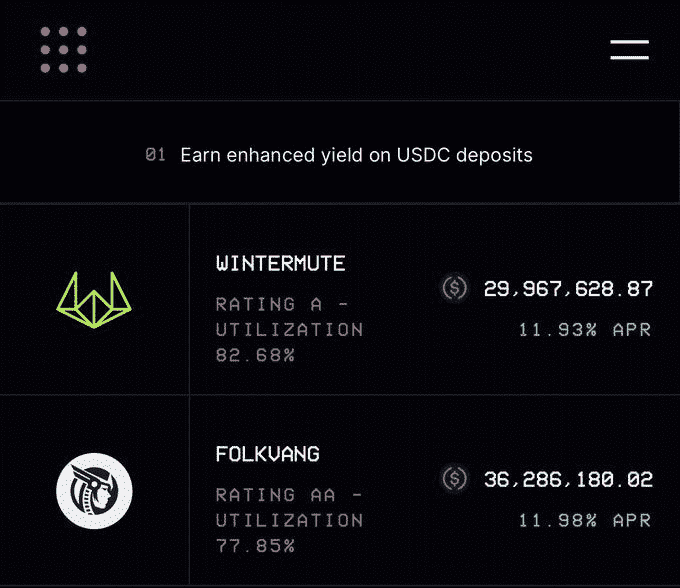 01 Earn enhanced yield on USDC deposits
WINTERMUTE
RATING A -
UTILIZATION
82.68%
$ 29,967,628.87
11.93% APR
FOLKVANG
RATING AA -
UTILIZATION
77.85%
$ 36,286,180.02
11.98% APR